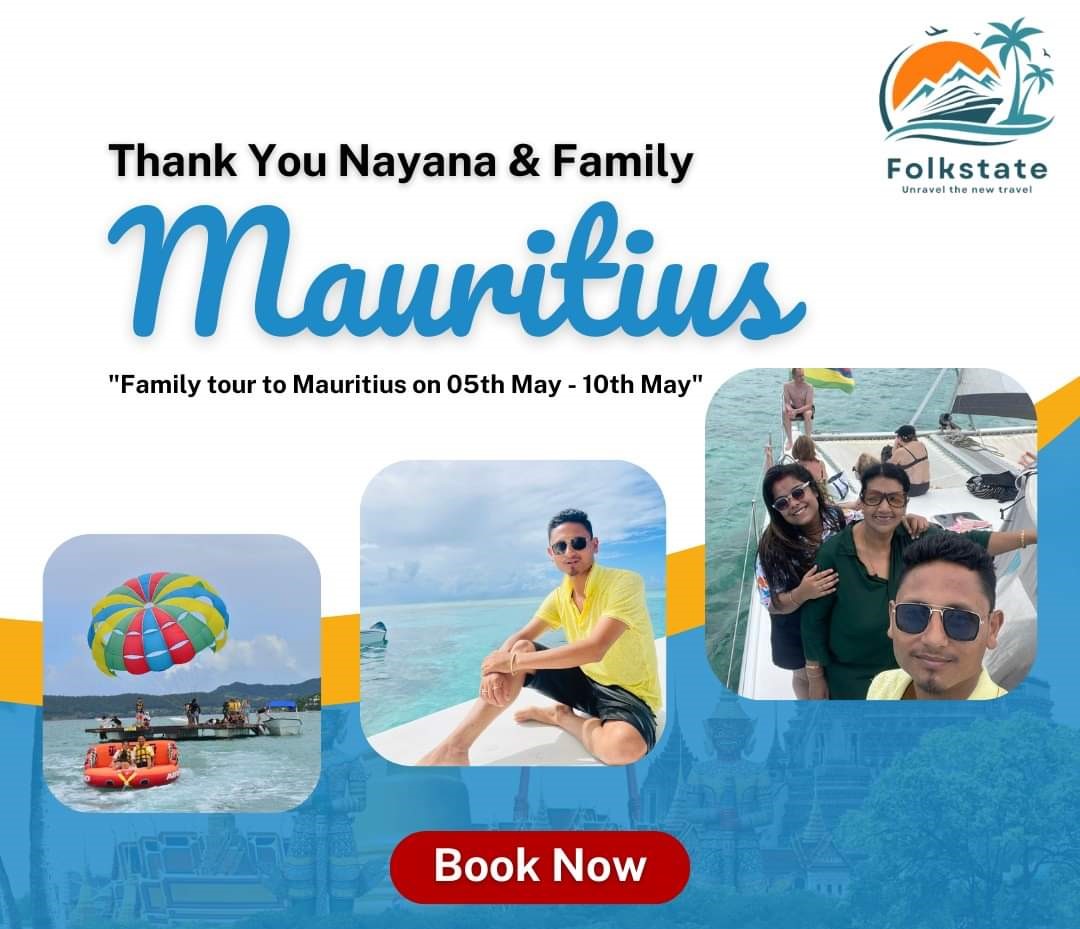 Folkstate
Unravel the new travel
Thank You Nayana & Family
Mauritius
"Family tour to Mauritius on 05th May - 10th May"
Book Now